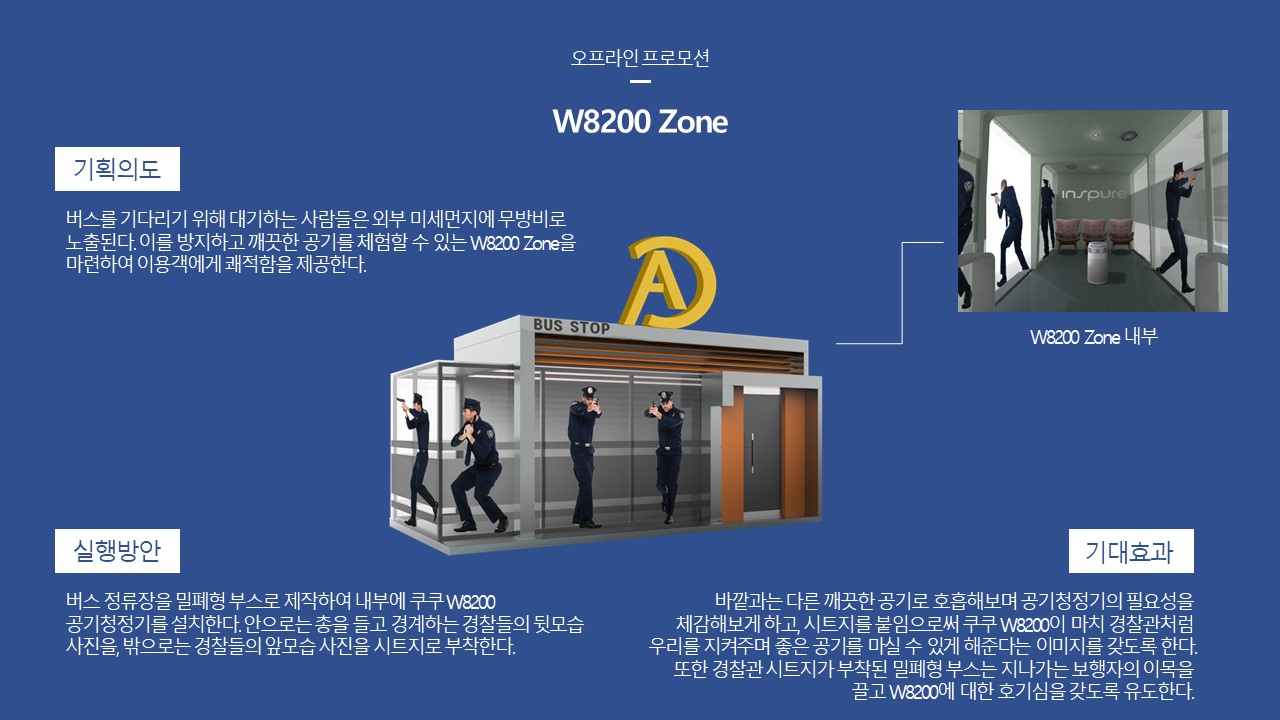 오프라인 프로모션
W8200 Zone
기획의도
버스를 기다리기 위해 대기하는 사람들은 외부 미세먼지에 무방비로
노출된다. 이를 방지하고 깨끗한 공기를 체험할 수 있는 W8200 Zone을
마련하여 이용객에게 쾌적함을 제공한다.
BUS STOP
inspure
W8200 Zone 내부
실행방안
버스 정류장을 밀폐형 부스로 제작하여 내부에 쿠쿠 W8200
공기청정기를 설치한다. 안으로는 총을 들고 경계하는 경찰들의 뒷모습
사진을, 밖으로는 경찰들의 앞모습 사진을 시트지로 부착한다.
기대효과
바깥과는 다른 깨끗한 공기로 호흡해보며 공기청정기의 필요성을
체감해보게 하고, 시트지를 붙임으로써 쿠쿠 W8200이 마치 경찰관처럼
우리를 지켜주며 좋은 공기를 마실 수 있게 해준다는 이미지를 갖도록 한다.
또한 경찰관 시트지가 부착된 밀폐형 부스는 지나가는 보행자의 이목을
끌고 W8200에 대한 호기심을 갖도록 유도한다.